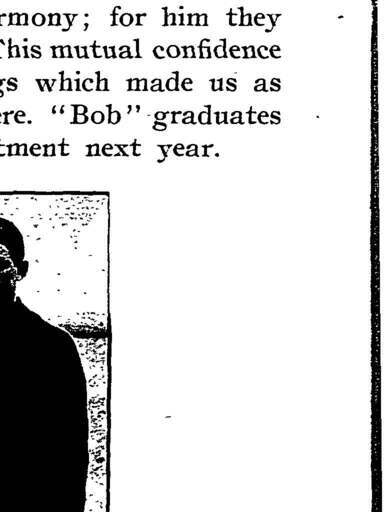 rmony; for him they
This mutual confidence
gs which made us as
ere. "Bob" graduates
tment next year.